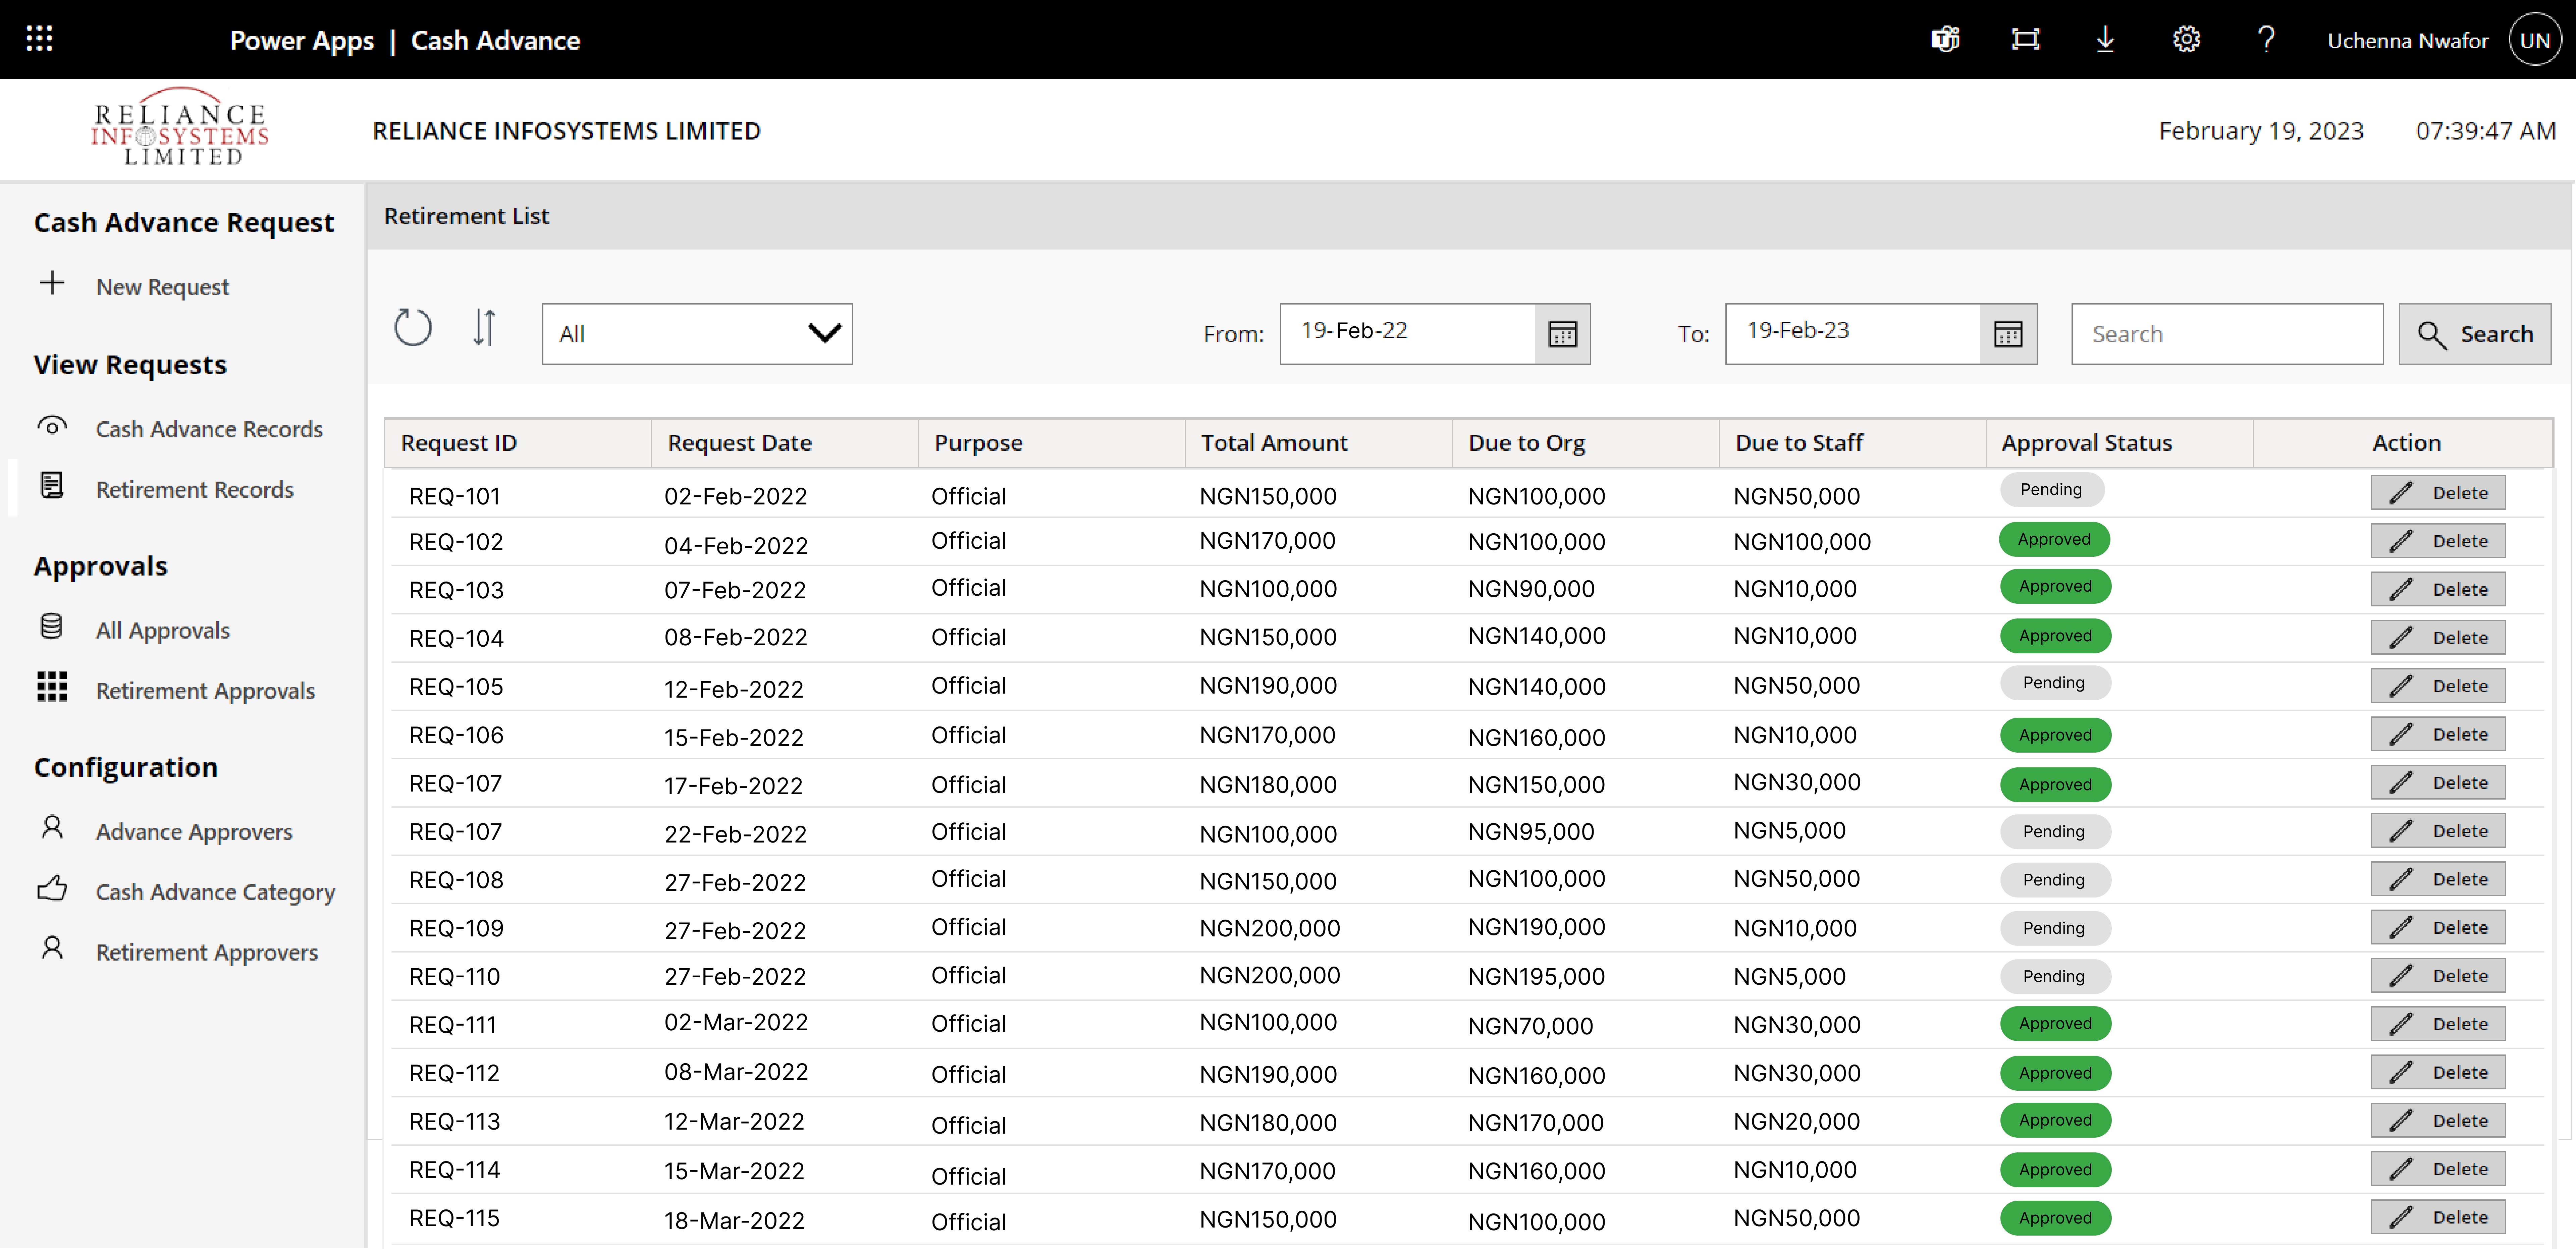 Power Apps | Cash Advance
Uchenna Nwafor UN
RELIANCE
INFOSYSTEMS
LIMITED
RELIANCE INFOSYSTEMS LIMITED
February 19, 2023 07:39:47 AM
Cash Advance Request
New Request
View Requests
Cash Advance Records
Retirement Records
Approvals
All Approvals
Retirement Approvals
Configuration
Advance Approvers
Cash Advance Category
Retirement Approvers
Retirement List
All From: 19-Feb-22 To: 19-Feb-23 Search Search
Request ID Request Date Purpose Total Amount Due to Org Due to Staff Approval Status Action
REQ-101 02-Feb-2022 Official NGN150,000 NGN100,000 NGN50,000 Pending Delete
REQ-102 04-Feb-2022 Official NGN170,000 NGN100,000 NGN100,000 Approved Delete
REQ-103 07-Feb-2022 Official NGN100,000 NGN90,000 NGN10,000 Approved Delete
REQ-104 08-Feb-2022 Official NGN150,000 NGN140,000 NGN10,000 Approved Delete
REQ-105 12-Feb-2022 Official NGN190,000 NGN140,000 NGN50,000 Pending Delete
REQ-106 15-Feb-2022 Official NGN170,000 NGN160,000 NGN10,000 Approved Delete
REQ-107 17-Feb-2022 Official NGN180,000 NGN150,000 NGN30,000 Approved Delete
REQ-107 22-Feb-2022 Official NGN100,000 NGN95,000 NGN5,000 Pending Delete
REQ-108 27-Feb-2022 Official NGN150,000 NGN100,000 NGN50,000 Pending Delete
REQ-109 27-Feb-2022 Official NGN200,000 NGN190,000 NGN10,000 Pending Delete
REQ-110 27-Feb-2022 Official NGN200,000 NGN195,000 NGN5,000 Pending Delete
REQ-111 02-Mar-2022 Official NGN100,000 NGN70,000 NGN30,000 Approved Delete
REQ-112 08-Mar-2022 Official NGN190,000 NGN160,000 NGN30,000 Approved Delete
REQ-113 12-Mar-2022 Official NGN180,000 NGN170,000 NGN20,000 Approved Delete
REQ-114 15-Mar-2022 Official NGN170,000 NGN160,000 NGN10,000 Approved Delete
REQ-115 18-Mar-2022 Official NGN150,000 NGN100,000 NGN50,000 Approved Delete